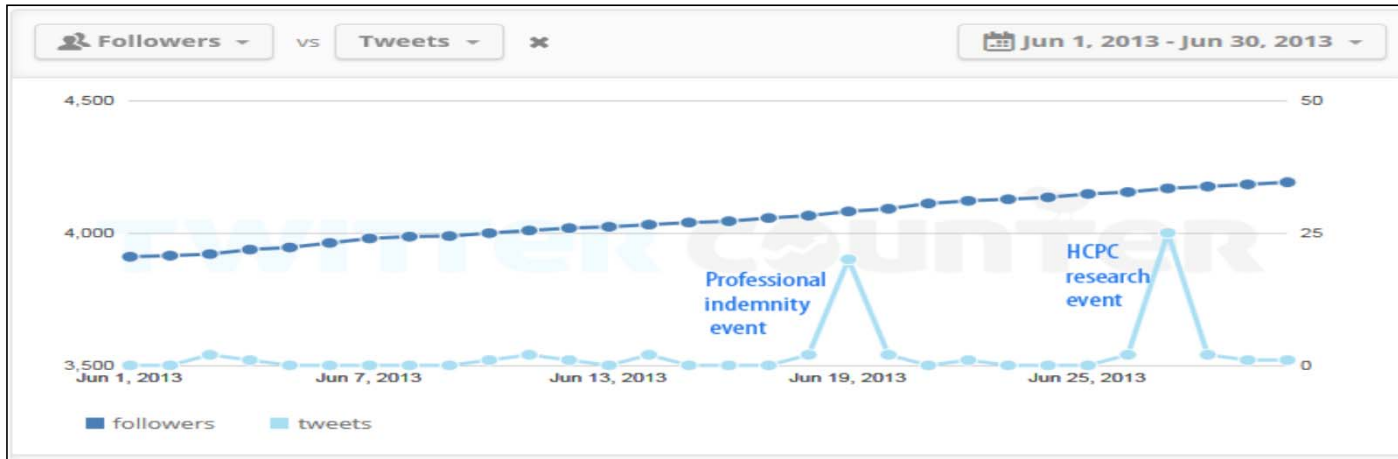 Followers vs Tweets Jun 1, 2013 - Jun 30, 2013
4,500 50
4,000 25
TWITTER COUNTER
Professional
indemnity
event
HCPC
research
event
3,500 0
Jun 1, 2013 Jun 7, 2013 Jun 13, 2013 Jun 19, 2013 Jun 25, 2013
followers tweets